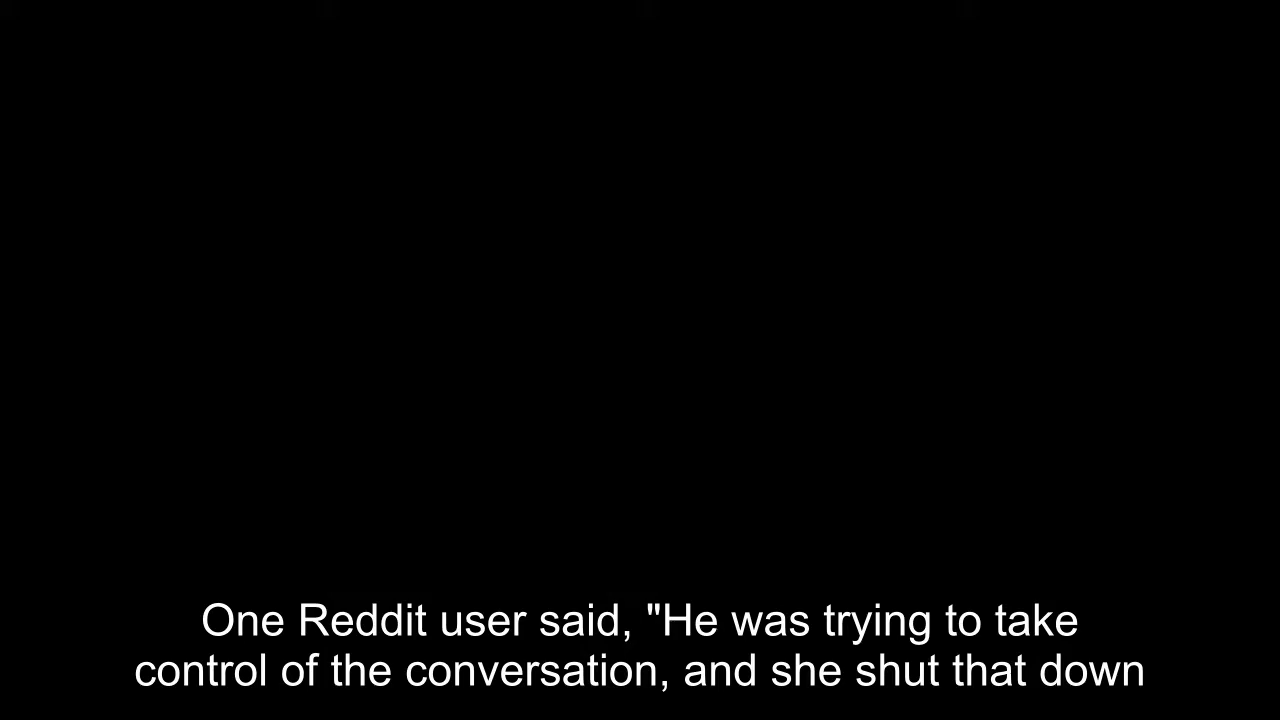 One Reddit user said, "He was trying to take
control of the conversation, and she shut that down